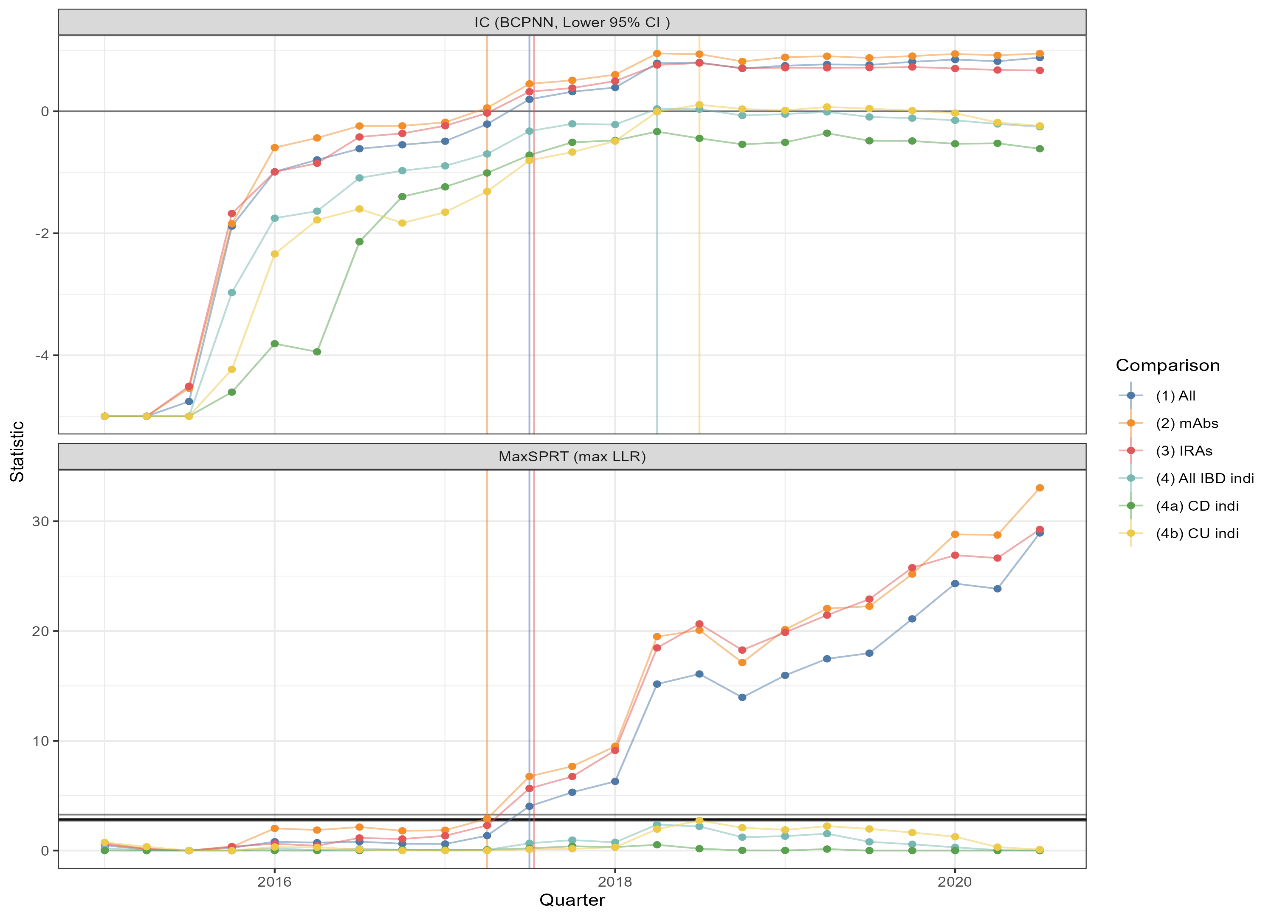 IC (BCPNN, Lower 95% CI )
0
-2
-4
Statistic
MaxSPRT (max LLR)
30
20
10
0
2016
2018
2020
Quarter
Comparison
(1) All
(2) mAbs
(3) IRAs
(4) All IBD indi
(4a) CD indi
(4b) CU indi